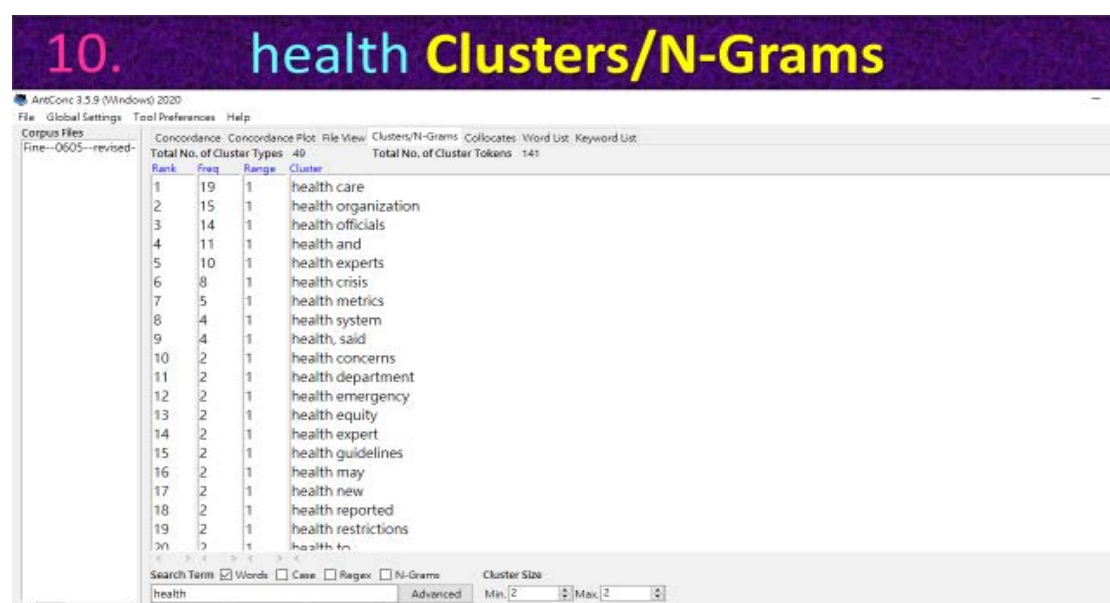 10. health Clusters/N-Grams
AntConc 3.5.9 (Windows) 2020
File Global Settings Tool Preferences Help
Corpus Files
Fine--0605--revised-
Concordance Concordance Plot File View Clusters/N-Grams Collocates Word List Keyword List
Total No. of Cluster Types 49 Total No. of Cluster Tokens 141
Rank Freq Range Cluster
1 19 1 health care
2 15 1 health organization
3 14 1 health officials
4 11 1 health and
5 10 1 health experts
6 8 1 health crisis
7 5 1 health metrics
8 4 1 health system
9 4 1 health, said
10 2 1 health concerns
11 2 1 health department
12 2 1 health emergency
13 2 1 health equity
14 2 1 health expert
15 2 1 health guidelines
16 2 1 health may
17 2 1 health new
18 2 1 health reported
19 2 1 health restrictions
20 2 1 health to
Search Term Words Case Regex N-Grams Cluster Size
health Advanced Min. 2 Max. 2